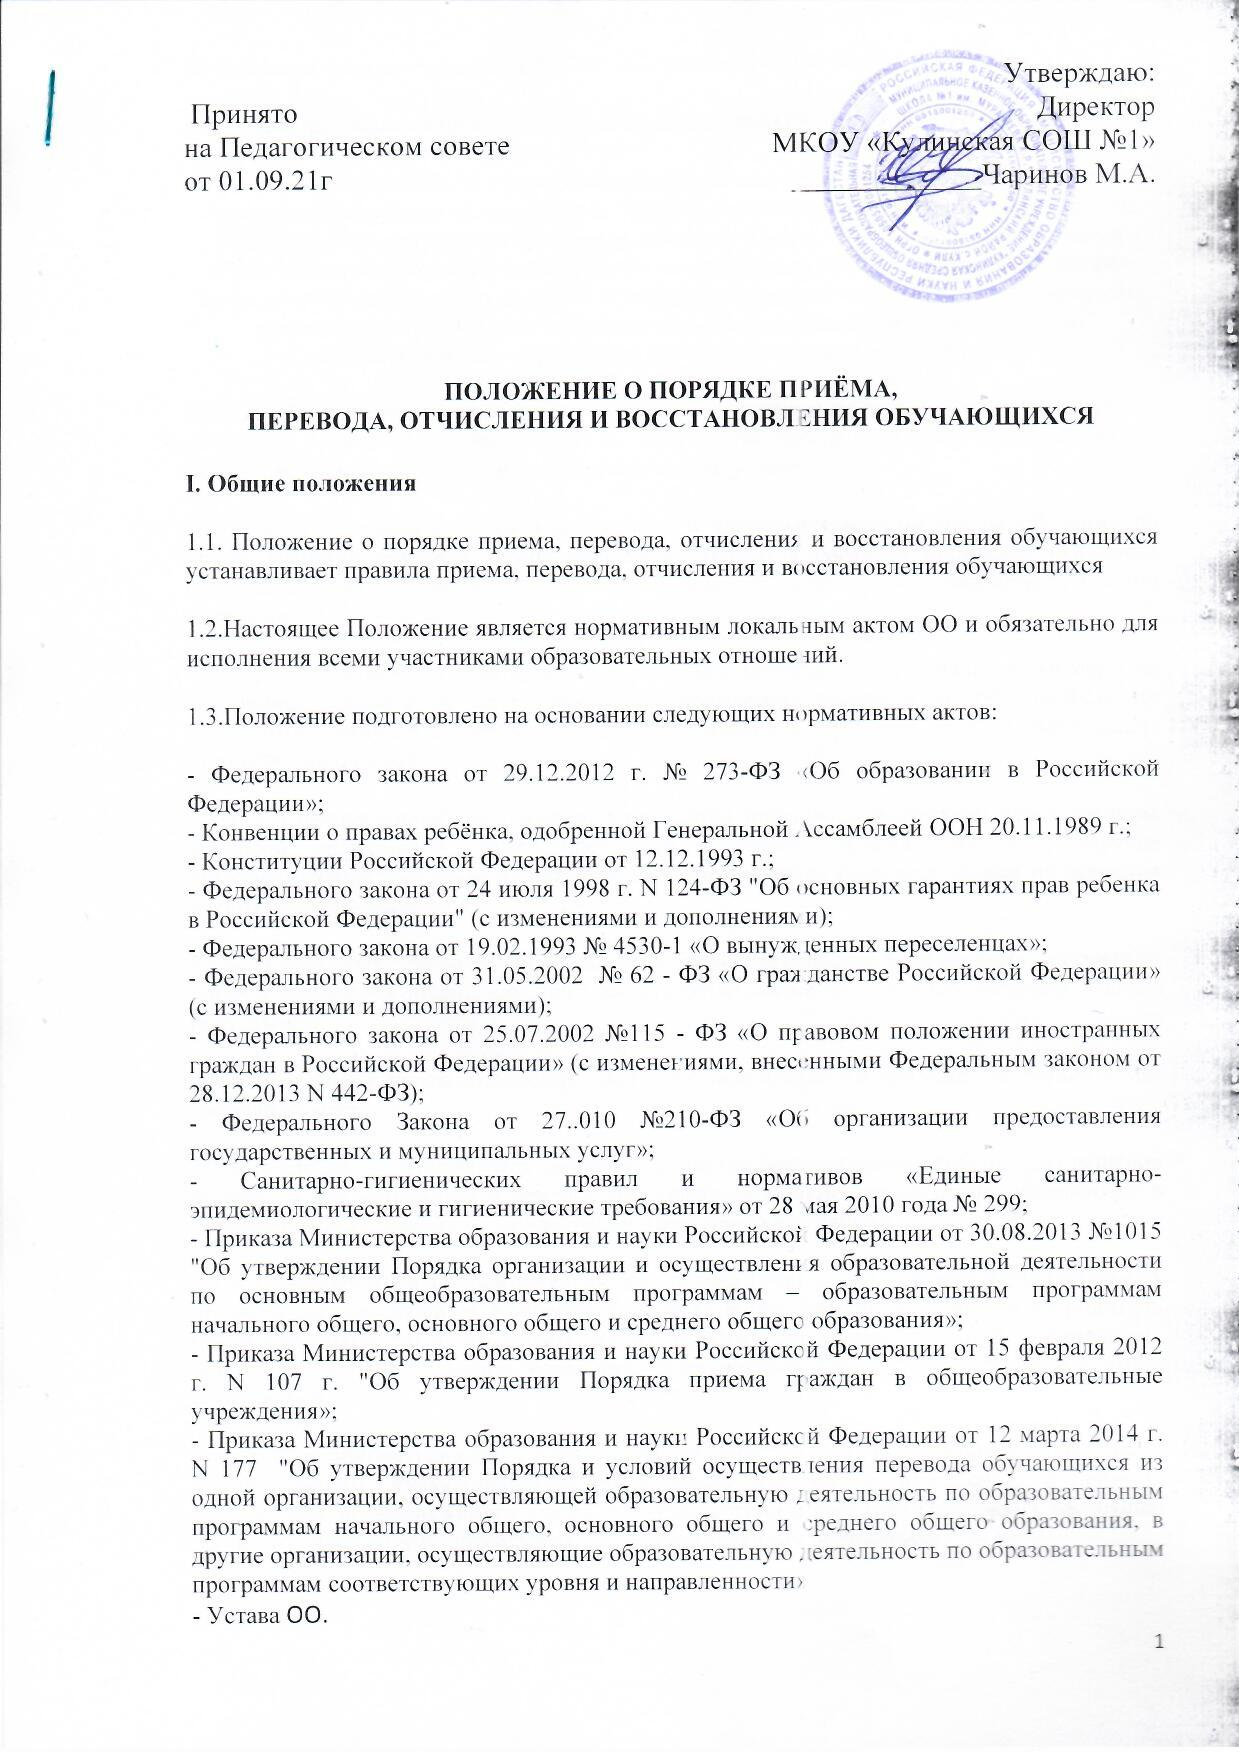 Принято
на Педагогическом совете
от 01.09.21г
Утверждаю:
Директор
МКОУ «Кулинская СОШ №1»
Чаринов М.А.
ПОЛОЖЕНИЕ О ПОРЯДКЕ ПРИЁМА,
ПЕРЕВОДА, ОТЧИСЛЕНИЯ И ВОССТАНОВЛЕНИЯ ОБУЧАЮЩИХСЯ
I. Общие положения
1.1. Положение о порядке приема, перевода, отчисления и восстановления обучающихся
устанавливает правила приема, перевода, отчисления и восстановления обучающихся
1.2.Настоящее Положение является нормативным локальным актом ОО и обязательно для
исполнения всеми участниками образовательных отношений.
1.3.Положение подготовлено на основании следующих нормативных актов:
- Федерального закона от 29.12.2012 г. № 273-ФЗ «Об образовании в Российской
Федерации»;
- Конвенции о правах ребёнка, одобренной Генеральной Ассамблеей ООН 20.11.1989 г.;
- Конституции Российской Федерации от 12.12.1993 г.;
- Федерального закона от 24 июля 1998 г. N 124-ФЗ "Об основных гарантиях прав ребенка
в Российской Федерации" (с изменениями и дополнениями);
- Федерального закона от 19.02.1993 № 4530-1 «О вынужденных переселенцах»;
- Федерального закона от 31.05.2002 № 62 - ФЗ «О гражданстве Российской Федерации»
(с изменениями и дополнениями);
- Федерального закона от 25.07.2002 №115 - ФЗ «О правовом положении иностранных
граждан в Российской Федерации» (с изменениями, внесенными Федеральным законом от
28.12.2013 N 442-ФЗ);
- Федерального Закона от 27..010 №210-ФЗ «Об организации предоставления
государственных и муниципальных услуг»;
- Санитарно-гигиенических правил и нормативов «Единые санитарно-
эпидемиологические и гигиенические требования» от 28 мая 2010 года № 299;
- Приказа Министерства образования и науки Российской Федерации от 30.08.2013 №1015
"Об утверждении Порядка организации и осуществления образовательной деятельности
по основным общеобразовательным программам – образовательным программам
начального общего, основного общего и среднего общего образования»;
- Приказа Министерства образования и науки Российской Федерации от 15 февраля 2012
г. N 107 г. "Об утверждении Порядка приема граждан в общеобразовательные
учреждения»;
- Приказа Министерства образования и науки Российской Федерации от 12 марта 2014 г.
N 177 "Об утверждении Порядка и условий осуществления перевода обучающихся из
одной организации, осуществляющей образовательную деятельность по образовательным
программам начального общего, основного общего и среднего общего образования, в
другие организации, осуществляющие образовательную деятельность по образовательным
программам соответствующих уровня и направленности»
- Устава ОО.
1